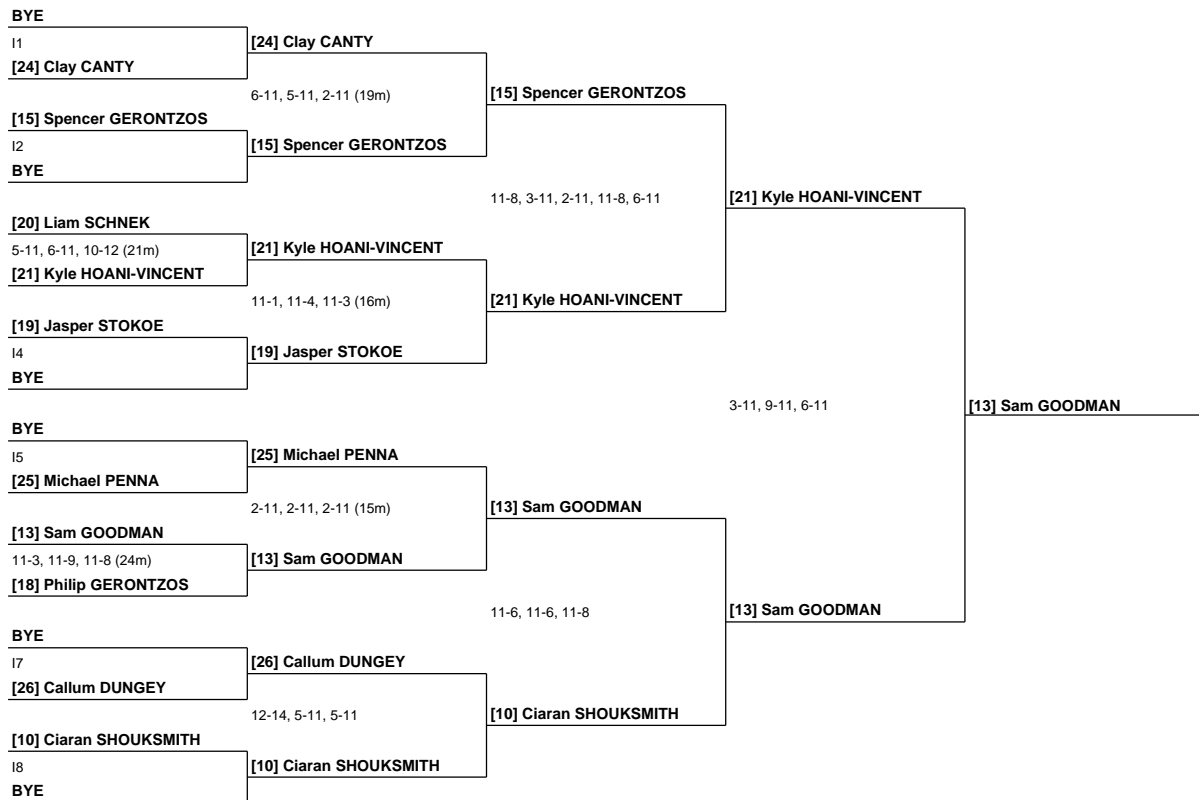 BYE
I1
[24] Clay CANTY
[15] Spencer GERONTZOS
I2
BYE
[20] Liam SCHNEK
5-11, 6-11, 10-12 (21m)
[21] Kyle HOANI-VINCENT
[19] Jasper STOKOE
I4
BYE
BYE
I5
[25] Michael PENNA
[13] Sam GOODMAN
11-3, 11-9, 11-8 (24m)
[18] Philip GERONTZOS
BYE
I7
[26] Callum DUNGEY
[10] Ciaran SHOUKSMITH
I8
BYE
[24] Clay CANTY
6-11, 5-11, 2-11 (19m)
[15] Spencer GERONTZOS
[21] Kyle HOANI-VINCENT
11-1, 11-4, 11-3 (16m)
[19] Jasper STOKOE
[25] Michael PENNA
2-11, 2-11, 2-11 (15m)
[13] Sam GOODMAN
[26] Callum DUNGEY
12-14, 5-11, 5-11
[10] Ciaran SHOUKSMITH
[15] Spencer GERONTZOS
11-8, 3-11, 2-11, 11-8, 6-11
[21] Kyle HOANI-VINCENT
[13] Sam GOODMAN
11-6, 11-6, 11-8
[10] Ciaran SHOUKSMITH
[21] Kyle HOANI-VINCENT
3-11, 9-11, 6-11
[13] Sam GOODMAN
[13] Sam GOODMAN